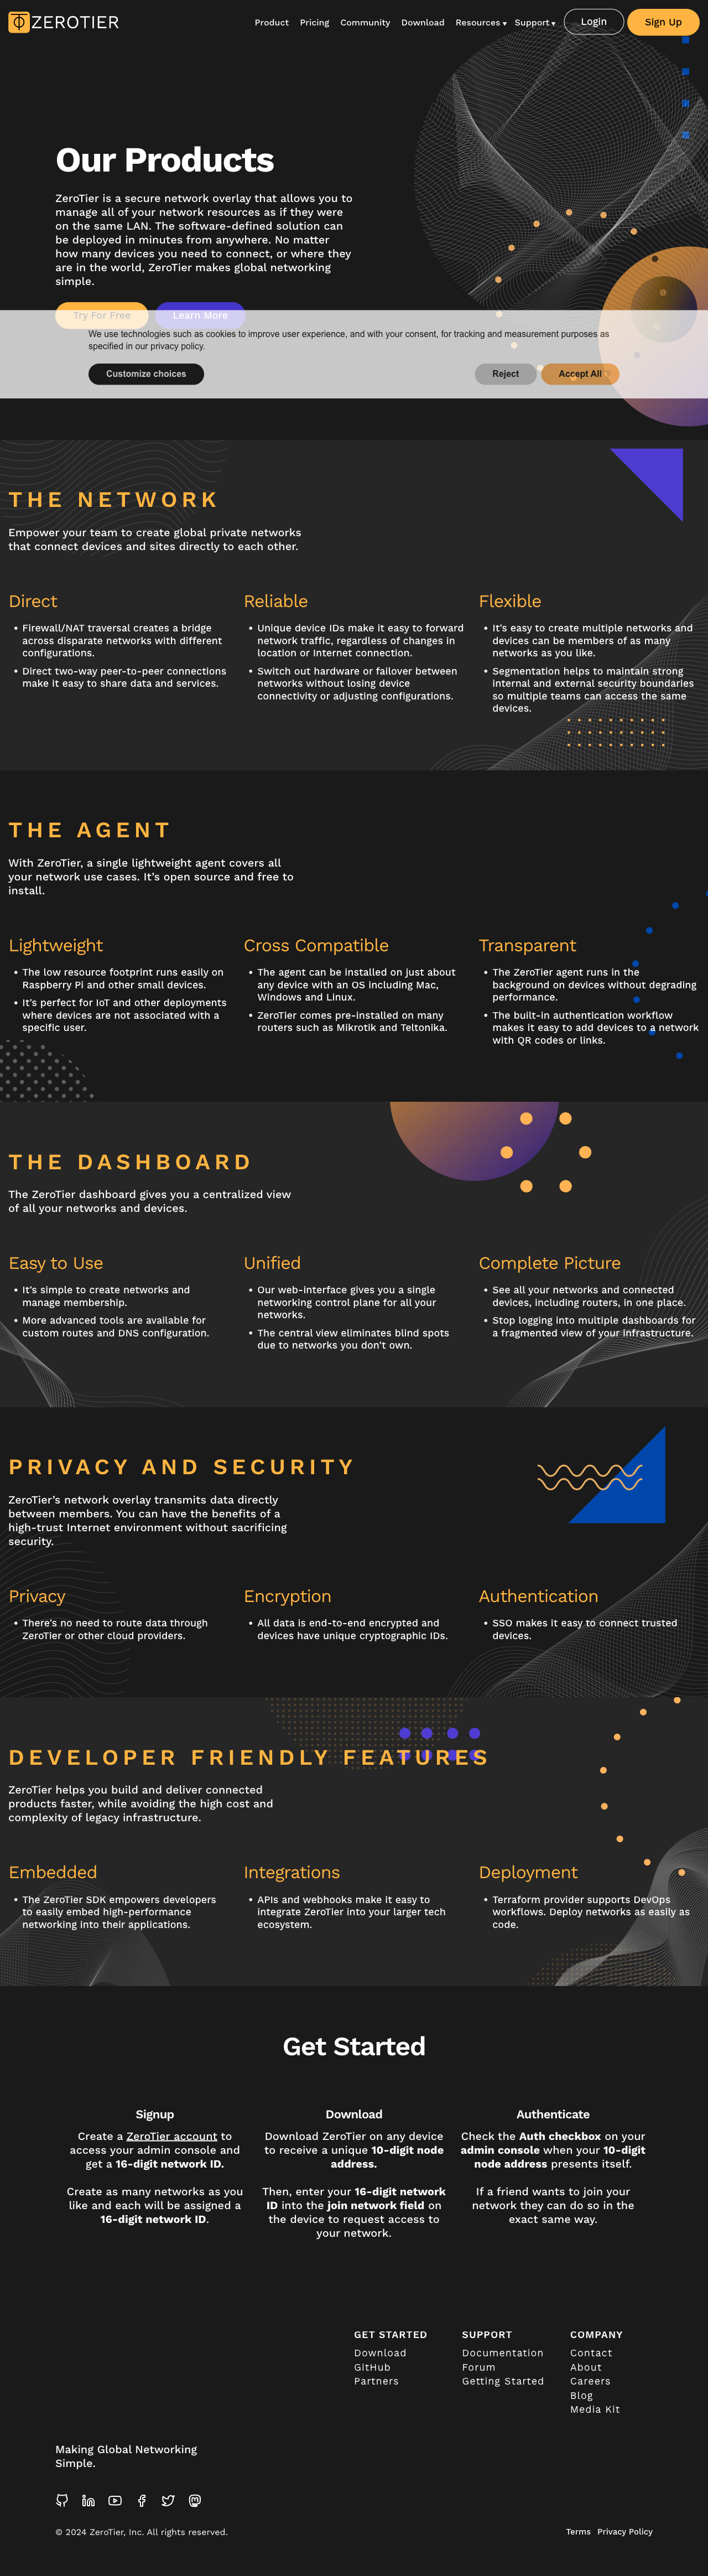 ZEROTIER
Product Pricing Community Download Resources Support Login Sign Up
Our Products
ZeroTier is a secure network overlay that allows you to
manage all of your network resources as if they were
on the same LAN. The software-defined solution can
be deployed in minutes from anywhere. No matter
how many devices you need to connect, or where they
are in the world, ZeroTier makes global networking
simple.
Try For Free Learn More
We use technologies such as cookies to improve user experience, and with your consent, for tracking and measurement purposes as
specified in our privacy policy.
Customize choices Reject Accept All
THE NETWORK
Empower your team to create global private networks
that connect devices and sites directly to each other.
Direct
• Firewall/NAT traversal creates a bridge
across disparate networks with different
configurations.
• Direct two-way peer-to-peer connections
make it easy to share data and services.
Reliable
• Unique device IDs make it easy to forward
network traffic, regardless of changes in
location or Internet connection.
• Switch out hardware or failover between
networks without losing device
connectivity or adjusting configurations.
Flexible
• It's easy to create multiple networks and
devices can be members of as many
networks as you like.
• Segmentation helps to maintain strong
internal and external security boundaries
so multiple teams can access the same
devices.
THE AGENT
With ZeroTier, a single lightweight agent covers all
your network use cases. It's open source and free to
install.
Lightweight
• The low resource footprint runs easily on
Raspberry Pi and other small devices.
• It's perfect for IoT and other deployments
where devices are not associated with a
specific user.
Cross Compatible
• The agent can be installed on just about
any device with an OS including Mac,
Windows and Linux.
• ZeroTier comes pre-installed on many
routers such as Mikrotik and Teltonika.
Transparent
• The ZeroTier agent runs in the
background on devices without degrading
performance.
• The built-in authentication workflow
makes it easy to add devices to a network
with QR codes or links.
THE DASHBOARD
The ZeroTier dashboard gives you a centralized view
of all your networks and devices.
Easy to Use
• It's simple to create networks and
manage membership.
• More advanced tools are available for
custom routes and DNS configuration.
Unified
• Our web-interface gives you a single
networking control plane for all your
networks.
• The central view eliminates blind spots
due to networks you don't own.
Complete Picture
• See all your networks and connected
devices, including routers, in one place.
• Stop logging into multiple dashboards for
a fragmented view of your infrastructure.
PRIVACY AND SECURITY
ZeroTier's network overlay transmits data directly
between members. You can have the benefits of a
high-trust Internet environment without sacrificing
security.
Privacy
• There's no need to route data through
ZeroTier or other cloud providers.
Encryption
• All data is end-to-end encrypted and
devices have unique cryptographic IDs.
Authentication
• SSO makes it easy to connect trusted
devices.
DEVELOPER FRIENDLY FEATURES
ZeroTier helps you build and deliver connected
products faster, while avoiding the high cost and
complexity of legacy infrastructure.
Embedded
• The ZeroTier SDK empowers developers
to easily embed high-performance
networking into their applications.
Integrations
• APIs and webhooks make it easy to
integrate ZeroTier into your larger tech
ecosystem.
Deployment
• Terraform provider supports DevOps
workflows. Deploy networks as easily as
code.
Get Started
Signup
Create a ZeroTier account to
access your admin console and
get a 16-digit network ID.
Create as many networks as you
like and each will be assigned a
16-digit network ID.
Download
Download ZeroTier on any device
to receive a unique 10-digit node
address.
Then, enter your 16-digit network
ID into the join network field on
the device to request access to
your network.
Authenticate
Check the Auth checkbox on your
admin console when your 10-digit
node address presents itself.
If a friend wants to join your
network they can do so in the
exact same way.
GET STARTED
Download
GitHub
Partners
SUPPORT
Documentation
Forum
Getting Started
COMPANY
Contact
About
Careers
Blog
Media Kit
Making Global Networking
Simple.
© 2024 ZeroTier, Inc. All rights reserved.
Terms Privacy Policy